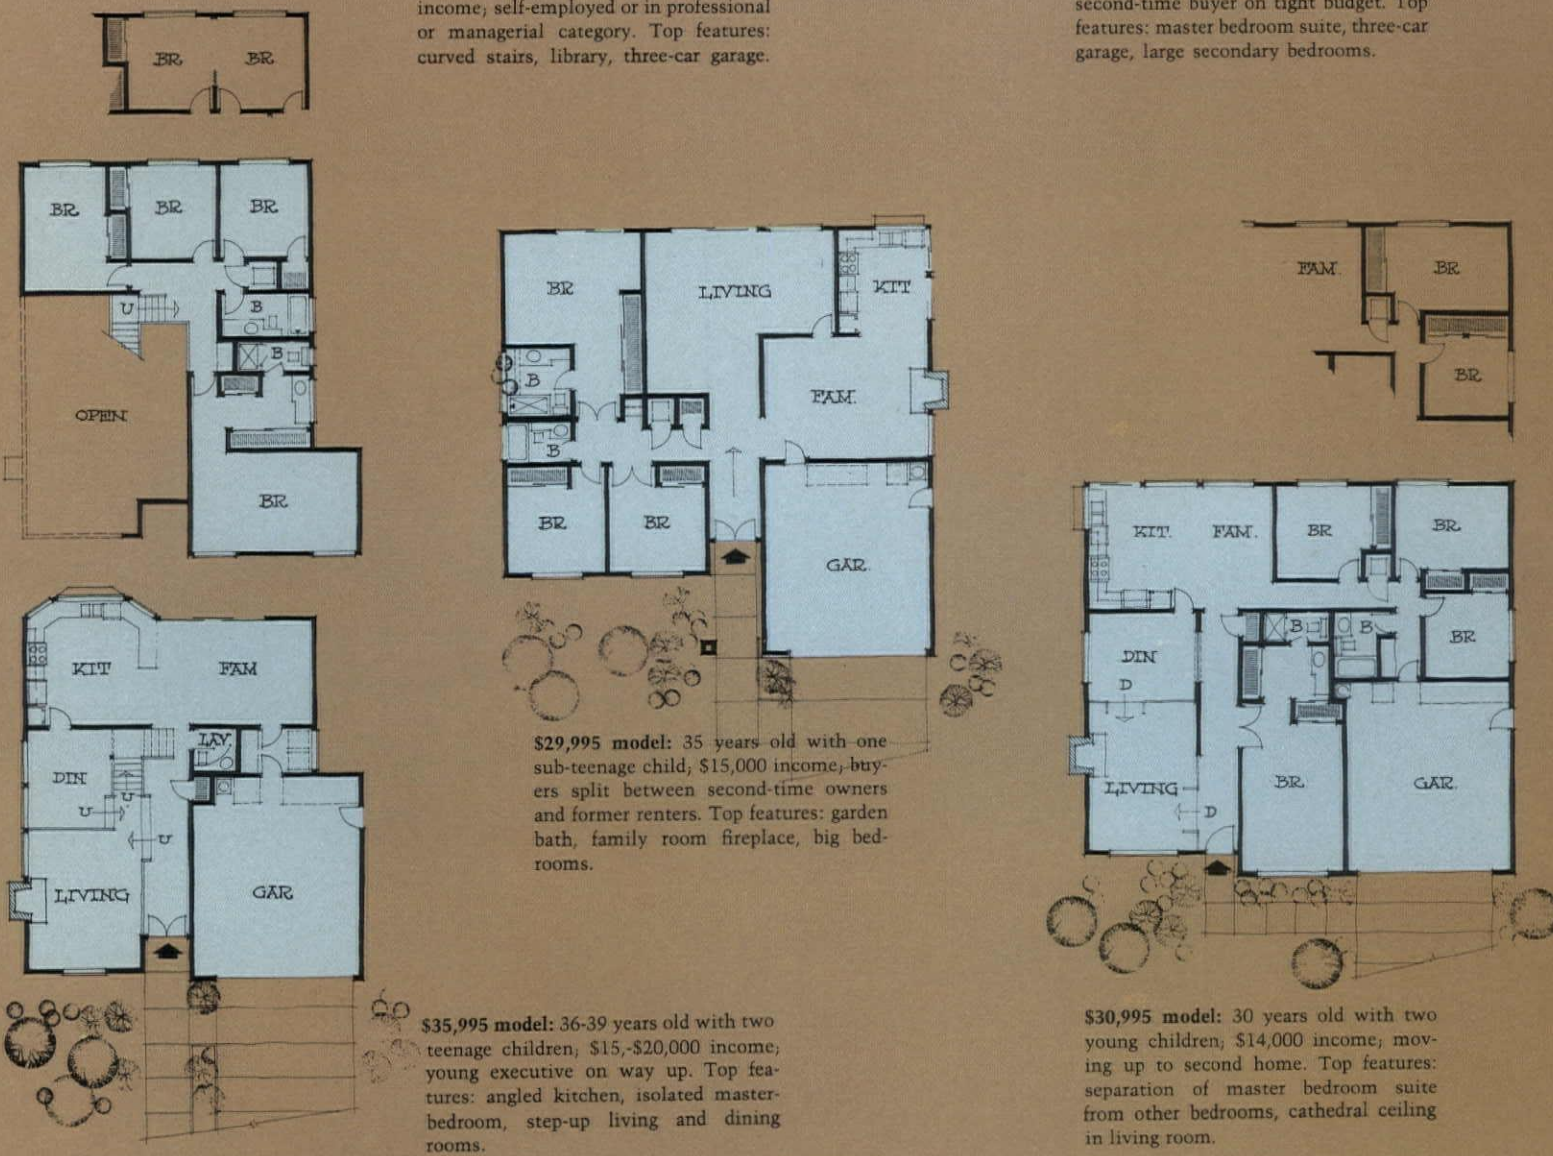 income; self-employed or in professional
or managerial category. Top features:
curved stairs, library, three-car garage.
second-time buyer on tight budget. Top
features: master bedroom suite, three-car
garage, large secondary bedrooms.
BR BR
BR BR BR
U
B
B
OPEN
BR
KIT FAM
LAV.
DIN
U
U
U
LIVING
GAR
BR
LIVING
KIT
B
FAM.
B
BR BR
GAR.
$29,995 model: 35 years old with one
sub-teenage child; $15,000 income; buy-
ers split between second-time owners
and former renters. Top features: garden
bath, family room fireplace, big bed-
rooms.
$35,995 model: 36-39 years old with two
teenage children; $15,-$20,000 income;
young executive on way up. Top fea-
tures: angled kitchen, isolated master-
bedroom, step-up living and dining
rooms.
FAM. BR
BR
KIT. FAM. BR BR
B B
BR
DIN
D
LIVING
D
BR
GAR.
$30,995 model: 30 years old with two
young children; $14,000 income; mov-
ing up to second home. Top features:
separation of master bedroom suite
from other bedrooms, cathedral ceiling
in living room.